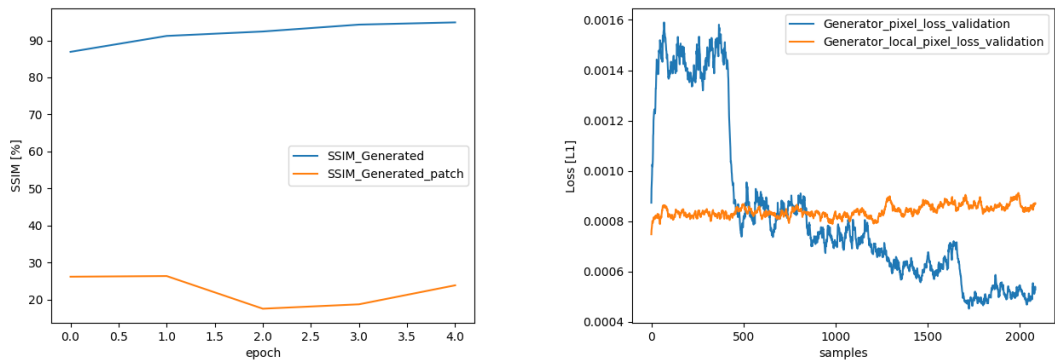 90
80
70
60
50
40
30
20
SSIM [%]
SSIM_Generated
SSIM_Generated_patch
0.0 0.5 1.0 1.5 2.0 2.5 3.0 3.5 4.0
epoch
0.0016
0.0014
0.0012
0.0010
0.0008
0.0006
0.0004
Loss [L1]
Generator_pixel_loss_validation
Generator_local_pixel_loss_validation
0 500 1000 1500 2000
samples